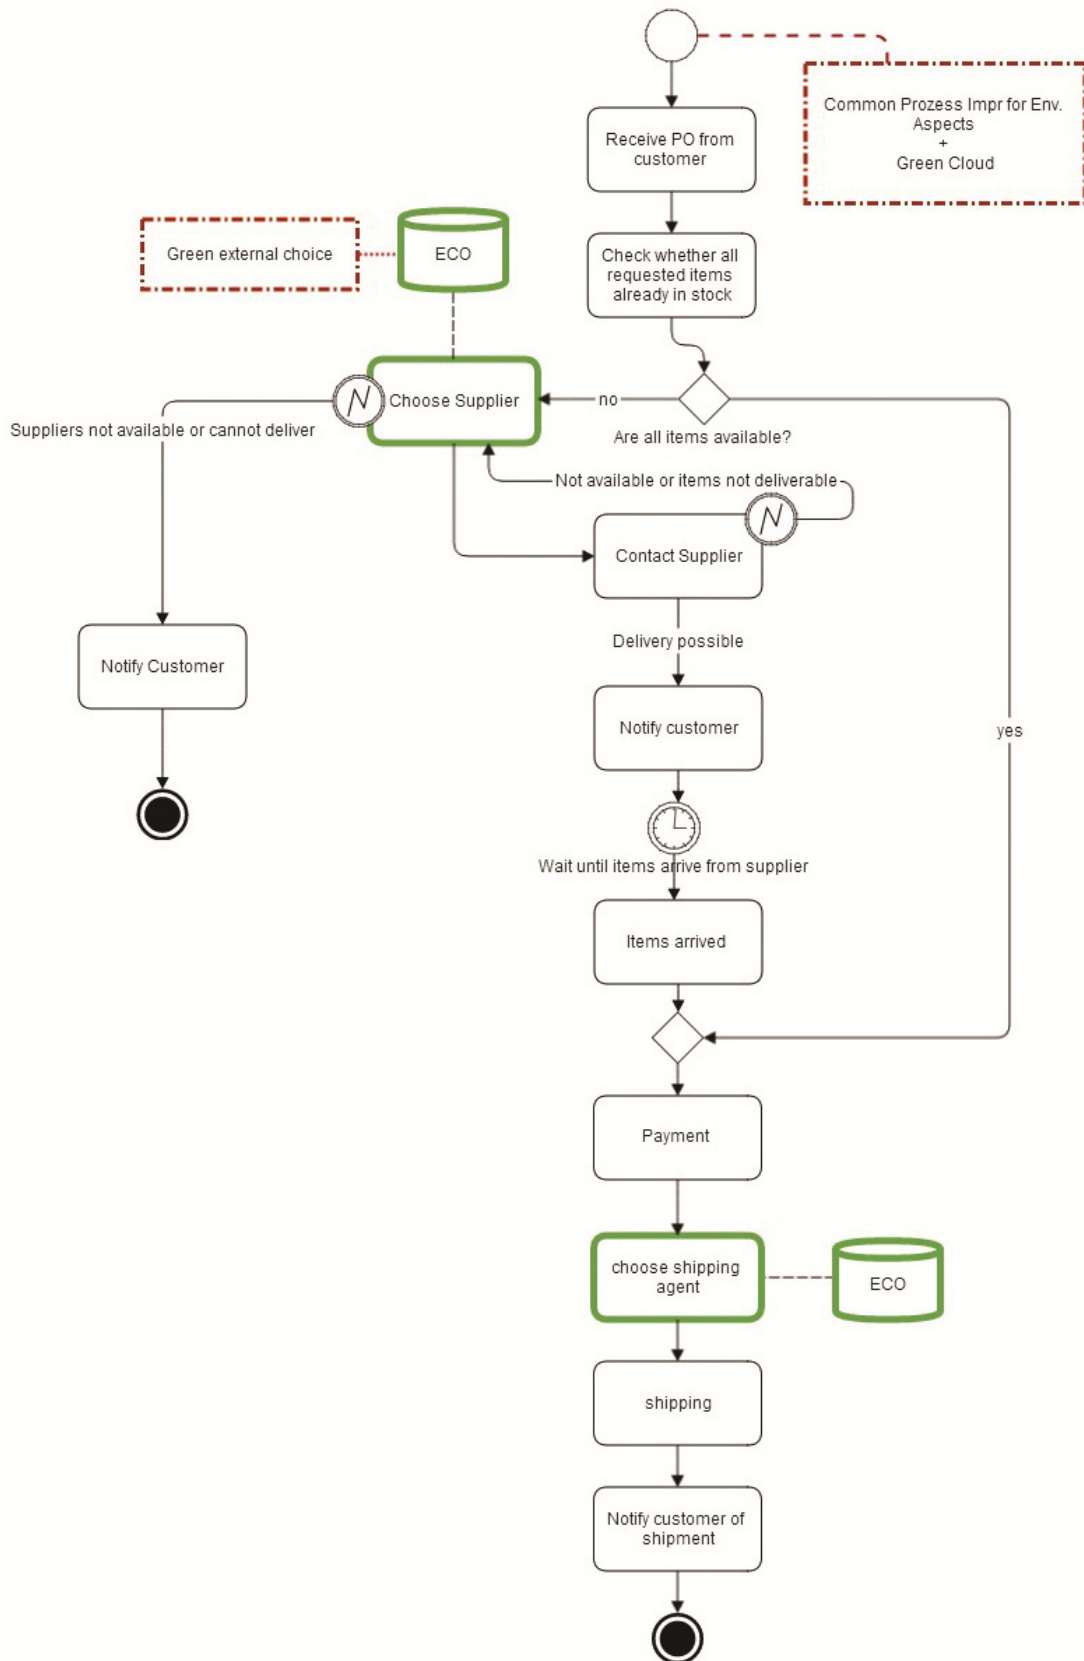 Common Prozess Impr for Env.
Aspects
+
Green Cloud
Receive PO from
customer
Green external choice
ECO
Check whether all
requested items
already in stock
Choose Supplier
no
Suppliers not available or cannot deliver
Are all items available?
Not available or items not deliverable
Contact Supplier
Delivery possible
Notify Customer
Notify customer
yes
Wait until items arrive from supplier
Items arrived
Payment
choose shipping
agent
ECO
shipping
Notify customer of
shipment